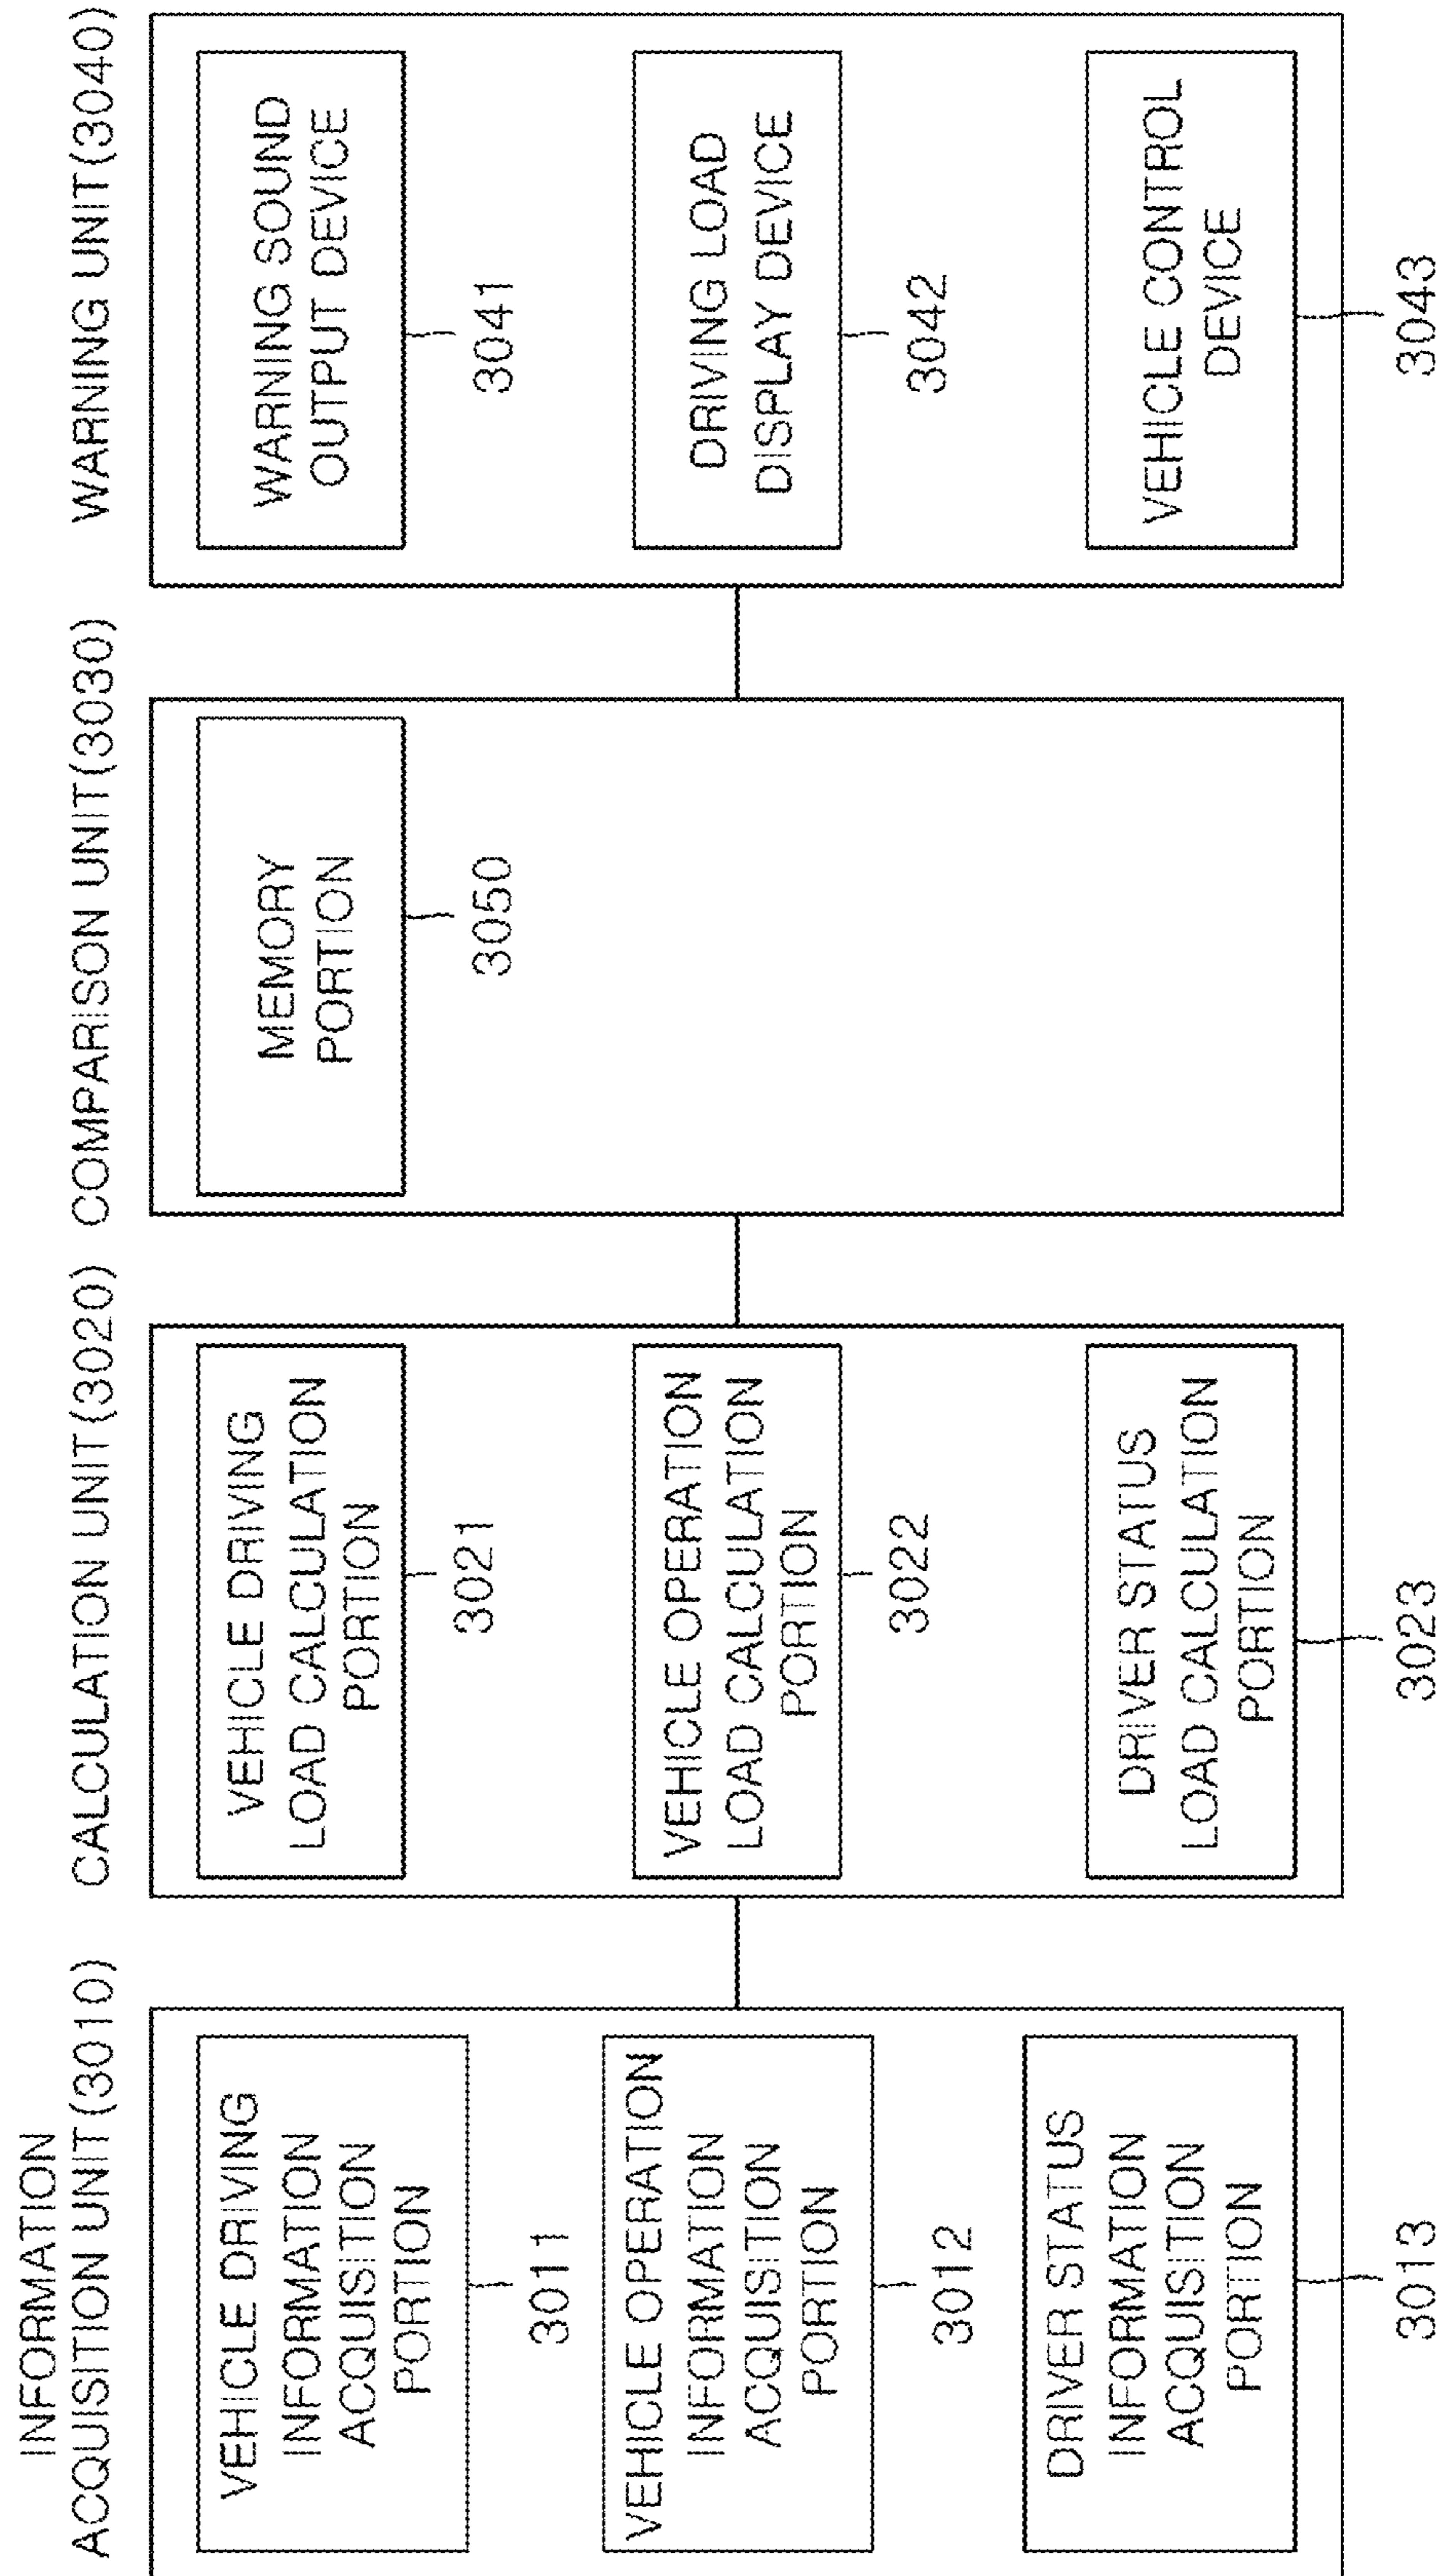 INFORMATION
ACQUISITION UNIT(3010)
VEHICLE DRIVING
INFORMATION
ACQUISITION
PORTION
3011
VEHICLE OPERATION
INFORMATION
ACQUISITION
PORTION
3012
DRIVER STATUS
INFORMATION
ACQUISITION
PORTION
3013
CALCULATION UNIT(3020)
VEHICLE DRIVING
LOAD CALCULATION
PORTION
3021
VEHICLE OPERATION
LOAD CALCULATION
PORTION
3022
DRIVER STATUS
LOAD CALCULATION
PORTION
3023
COMPARISON UNIT(3030)
MEMORY
PORTION
3050
WARNING UNIT(3040)
WARNING SOUND
OUTPUT DEVICE
3041
DRIVING LOAD
DISPLAY DEVICE
3042
VEHICLE CONTROL
DEVICE
3043